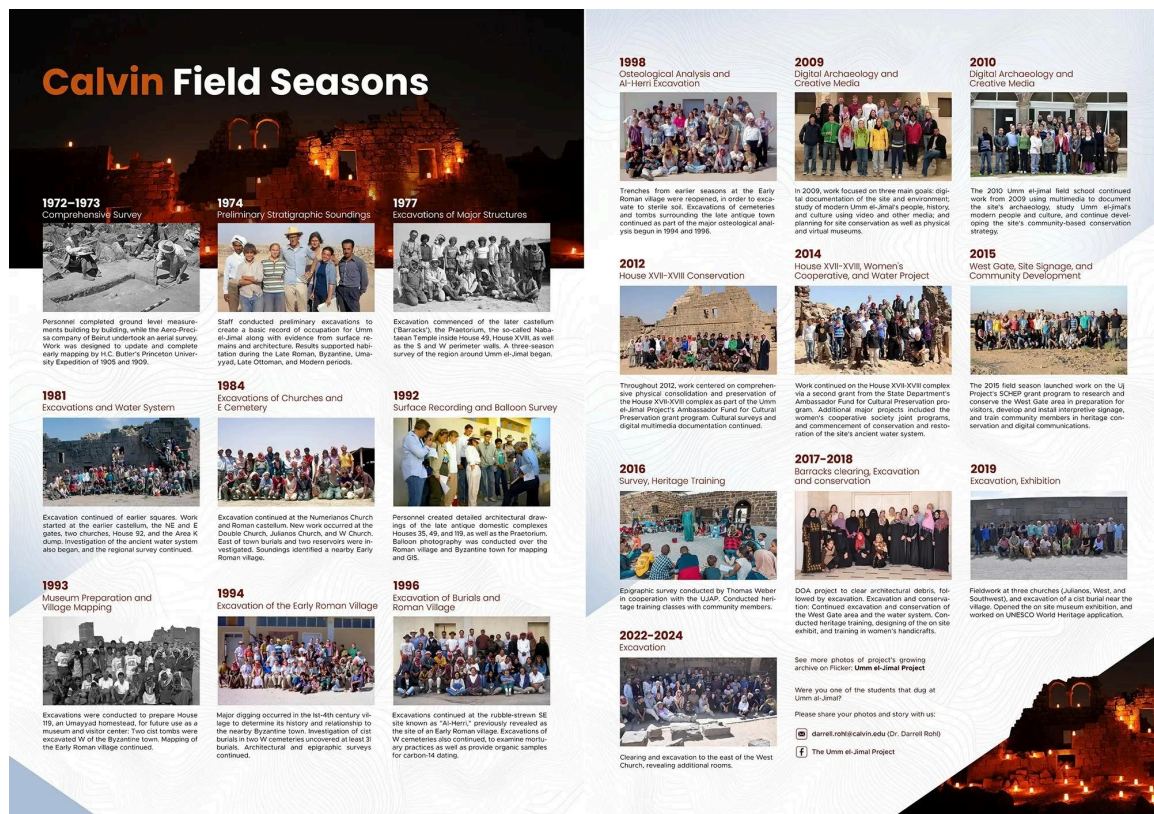 Calvin Field Seasons
1972–1973
Comprehensive Survey
Personnel completed ground level measure-
ments building by building, while the Aero-Preci-
sa company of Beirut undertook an aerial survey.
Work was designed to update and complete
early mapping by H.C. Butler's Princeton Univer-
sity Expedition of 1905 and 1909.
1974
Preliminary Stratigraphic Soundings
Staff conducted preliminary excavations to
create a basic record of occupation for Umm
el-Jimal along with evidence from surface re-
mains and architecture. Results supported habi-
tation during the Late Roman, Byzantine, Uma-
yyad, Late Ottoman, and Modern periods.
1977
Excavations of Major Structures
Excavation commenced of the later castellum
('Barracks'), the Praetorium, the so-called Naba-
taean Temple inside House 49, House XVIII, as well
as the S and W perimeter walls. A three-season
survey of the region around Umm el-Jimal began.
1981
Excavations and Water System
Excavation continued of earlier squares. Work
started at the earlier castellum, the NE and E
gates, two churches, House 92, and the Area K
dump. Investigation of the ancient water system
also began, and the regional survey continued.
1984
Excavations of Churches and
E Cemetery
Excavation continued at the Numerianos Church
and Roman castellum. New work occurred at the
Double Church, Julianos Church, and W Church.
East of town burials and two reservoirs were in-
vestigated. Soundings identified a nearby Early
Roman village.
1992
Surface Recording and Balloon Survey
Personnel created detailed architectural draw-
ings of the late antique domestic complexes
Houses 35, 49, and 119, as well as the Praetorium.
Balloon photography was conducted over the
Roman village and Byzantine town for mapping
and GIS.
1993
Museum Preparation and
Village Mapping
Excavations were conducted to prepare House
119, an Umayyad homestead, for future use as a
museum and visitor center: Two cist tombs were
excavated W of the Byzantine town. Mapping of
the Early Roman village continued.
1994
Excavation of the Early Roman Village
Major digging occurred in the 1st-4th century vil-
lage to determine its history and relationship to
the nearby Byzantine town. Investigation of cist
burials in two W cemeteries uncovered at least 31
burials. Architectural and epigraphic surveys
continued.
1996
Excavation of Burials and
Roman Village
Excavations continued at the rubble-strewn SE
site known as "Al-Herri," previously revealed as
the site of an Early Roman village. Excavations of
W cemeteries also continued, to examine mortu-
ary practices as well as provide organic samples
for carbon-14 dating.
1998
Osteological Analysis and
Al-Herri Excavation
Trenches from earlier seasons at the Early
Roman village were reopened, in order to exca-
vate to sterile soil. Excavations of cemeteries
and tombs surrounding the late antique town
continued as part of the major osteological anal-
ysis begun in 1994 and 1996.
2009
Digital Archaeology and
Creative Media
In 2009, work focused on three main goals: digi-
tal documentation of the site and environment;
study of modern Umm el-Jimal's people, history,
and culture using video and other media; and
planning for site conservation as well as physical
and virtual museums.
2010
Digital Archaeology and
Creative Media
The 2010 Umm el-jimal field school continued
work from 2009 using multimedia to document
the site's archaeology, study Umm el-Jimal's
modern people and culture, and continue devel-
oping the site's community-based conservation
strategy.
2012
House XVII-XVIII Conservation
Throughout 2012, work centered on comprehen-
sive physical consolidation and preservation of
the House XVII-XVIII complex as part of the Umm
el-Jimal Project's Ambassador Fund for Cultural
Preservation grant program. Cultural surveys and
digital multimedia documentation continued.
2014
House XVII-XVIII, Women's
Cooperative, and Water Project
Work continued on the House XVII-XVIII complex
via a second grant from the State Department's
Ambassador Fund for Cultural Preservation pro-
gram. Additional major projects included the
women's cooperative society joint programs,
and commencement of conservation and resto-
ration of the site's ancient water system.
2015
West Gate, Site Signage, and
Community Development
The 2015 field season launched work on the Uj
Project's SCHEP grant program to research and
conserve the West Gate area in preparation for
visitors, develop and install interpretive signage,
and train community members in heritage con-
servation and digital communications.
2016
Survey, Heritage Training
Epigraphic survey conducted by Thomas Weber
in cooperation with the UJAP. Conducted heri-
tage training classes with community members.
2017-2018
Barracks clearing, Excavation
and conservation
DOA project to clear architectural debris, fol-
lowed by excavation. Excavation and conserva-
tion: Continued excavation and conservation of
the West Gate area and the water system. Con-
ducted heritage training, designing of the on site
exhibit, and training in women's handicrafts.
2019
Excavation, Exhibition
Fieldwork at three churches (Julianos, West, and
Southwest), and excavation of a cist burial near the
village. Opened the on site museum exhibition, and
worked on UNESCO World Heritage application.
2022-2024
Excavation
Clearing and excavation to the east of the West
Church, revealing additional rooms.
See more photos of project's growing
archive on Flicker: Umm el-Jimal Project
Were you one of the students that dug at
Umm al-Jimal?
Please share your photos and story with us:
darrell.rohl@calvin.edu (Dr. Darrell Rohl)
The Umm el-Jimal Project